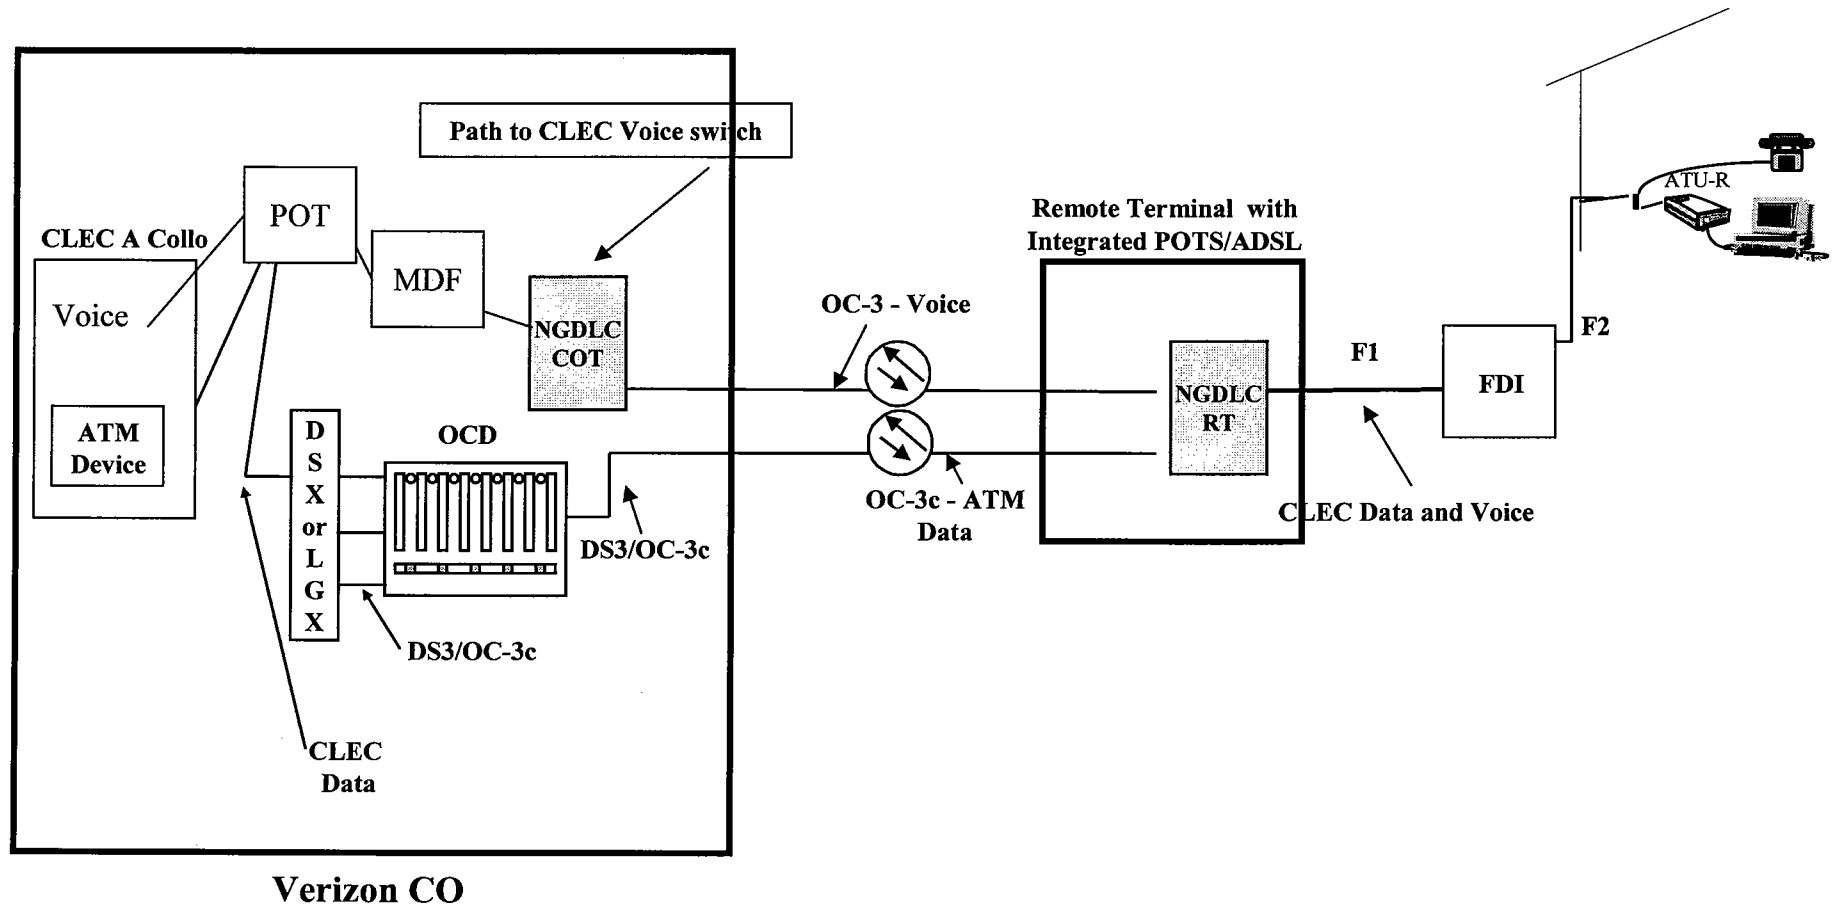 Path to CLEC Voice switch
POT
CLEC A Collo
MDF
Voice
NGDLC
COT
ATM
Device
D
S
X
or
L
G
X
OCD
DS3/OC-3c
DS3/OC-3c
CLEC
Data
Verizon CO
OC-3 - Voice
OC-3c - ATM
Data
Remote Terminal with
Integrated POTS/ADSL
NGDLC
RT
F1
CLEC Data and Voice
FDI
F2
ATU-R